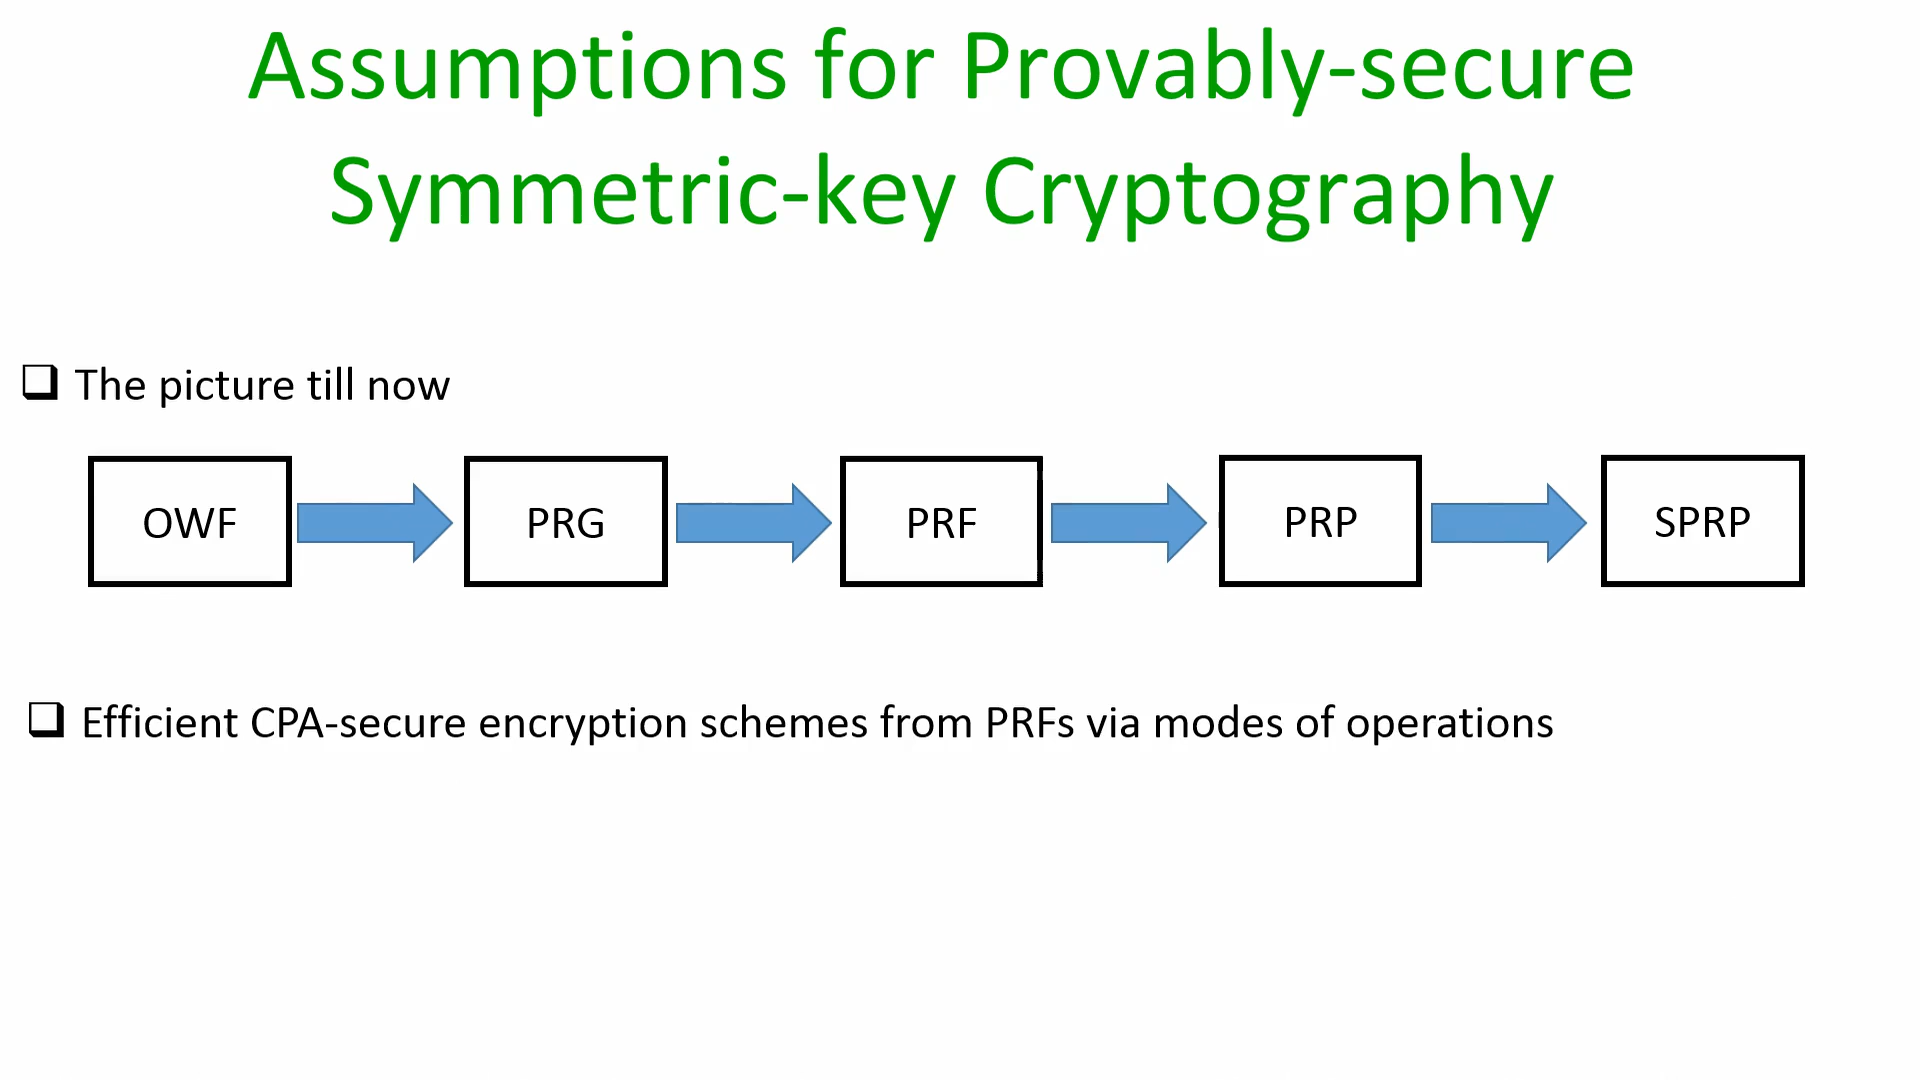 Assumptions for Provably-secure
Symmetric-key Cryptography
The picture till now
OWF PRG PRF PRP SPRP
Efficient CPA-secure encryption schemes from PRFs via modes of operations